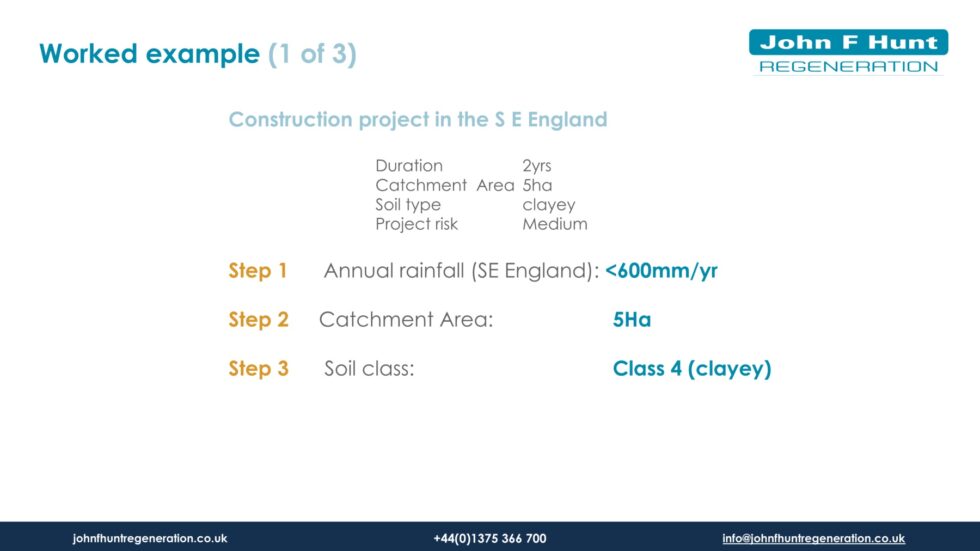 Worked example (1 of 3)
John F Hunt
REGENERATION
Construction project in the S E England
Duration 2yrs
Catchment Area 5ha
Soil type clayey
Project risk Medium
Step 1 Annual rainfall (SE England): <600mm/yr
Step 2 Catchment Area: 5Ha
Step 3 Soil class: Class 4 (clayey)
johnfhuntregeneration.co.uk +44(0)1375 366 700 info@johnfhuntregeneration.co.uk